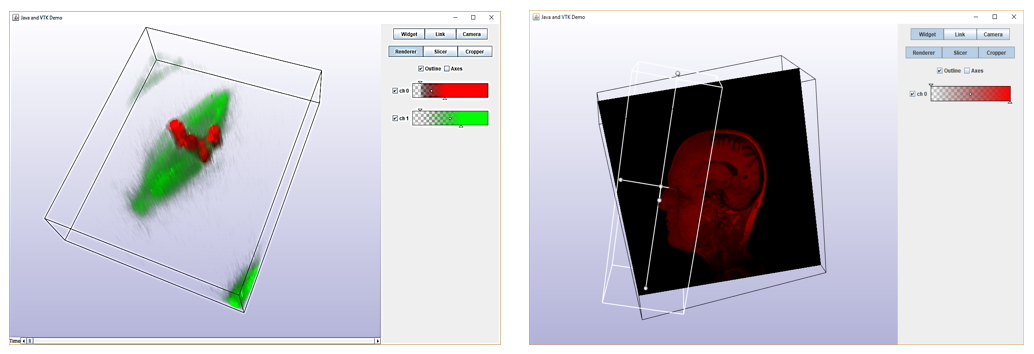 Java and VTK Demo
Widget Link Camera
Renderer Slicer Cropper
Outline Axes
ch 0
ch 1
Time
Java and VTK Demo
Widget Link Camera
Renderer Slicer Cropper
Outline Axes
ch 0